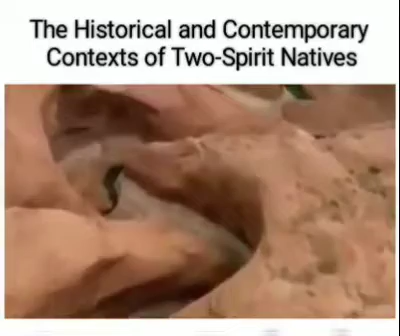 The Historical and Contemporary
Contexts of Two-Spirit Natives